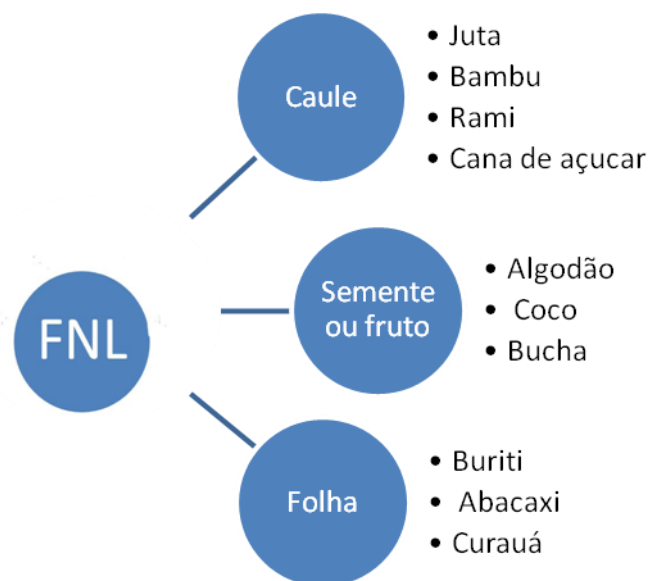 Caule
• Juta
• Bambu
• Rami
• Cana de açucar
FNL
Semente
ou fruto
• Algodão
• Coco
• Bucha
Folha
• Buriti
• Abacaxi
• Curauá